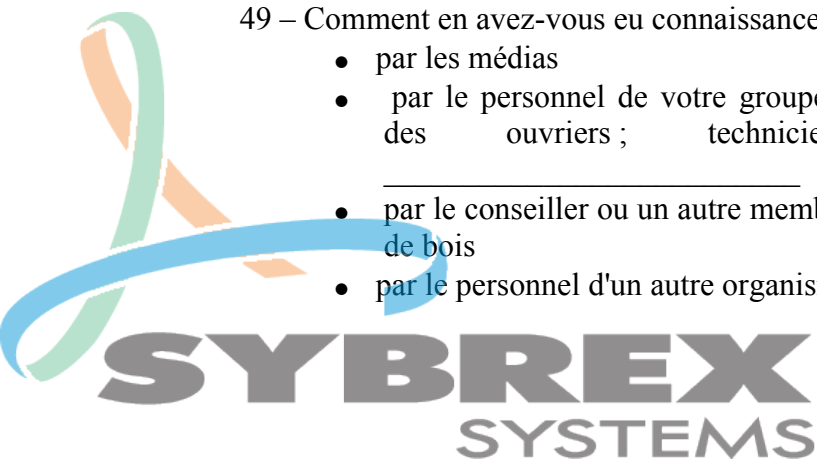 49 – Comment en avez-vous eu connaissance
● par les médias
● par le personnel de votre groupe
des ouvriers ; technicie
● par le conseiller ou un autre memb
de bois
● par le personnel d'un autre organis
SYBREX
SYSTEMS